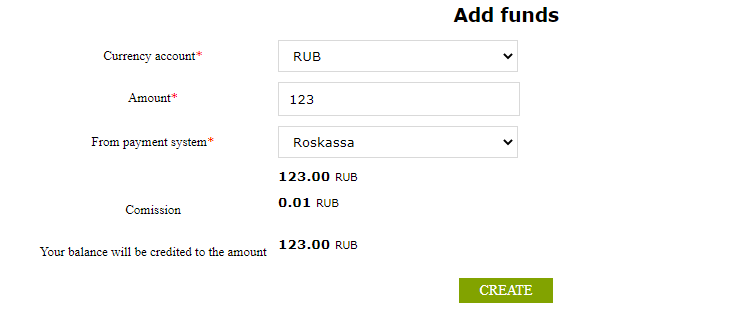 Add funds
Currency account* RUB
Amount* 123
From payment system* Roskassa
123.00 RUB
Comission 0.01 RUB
Your balance will be credited to the amount 123.00 RUB
CREATE